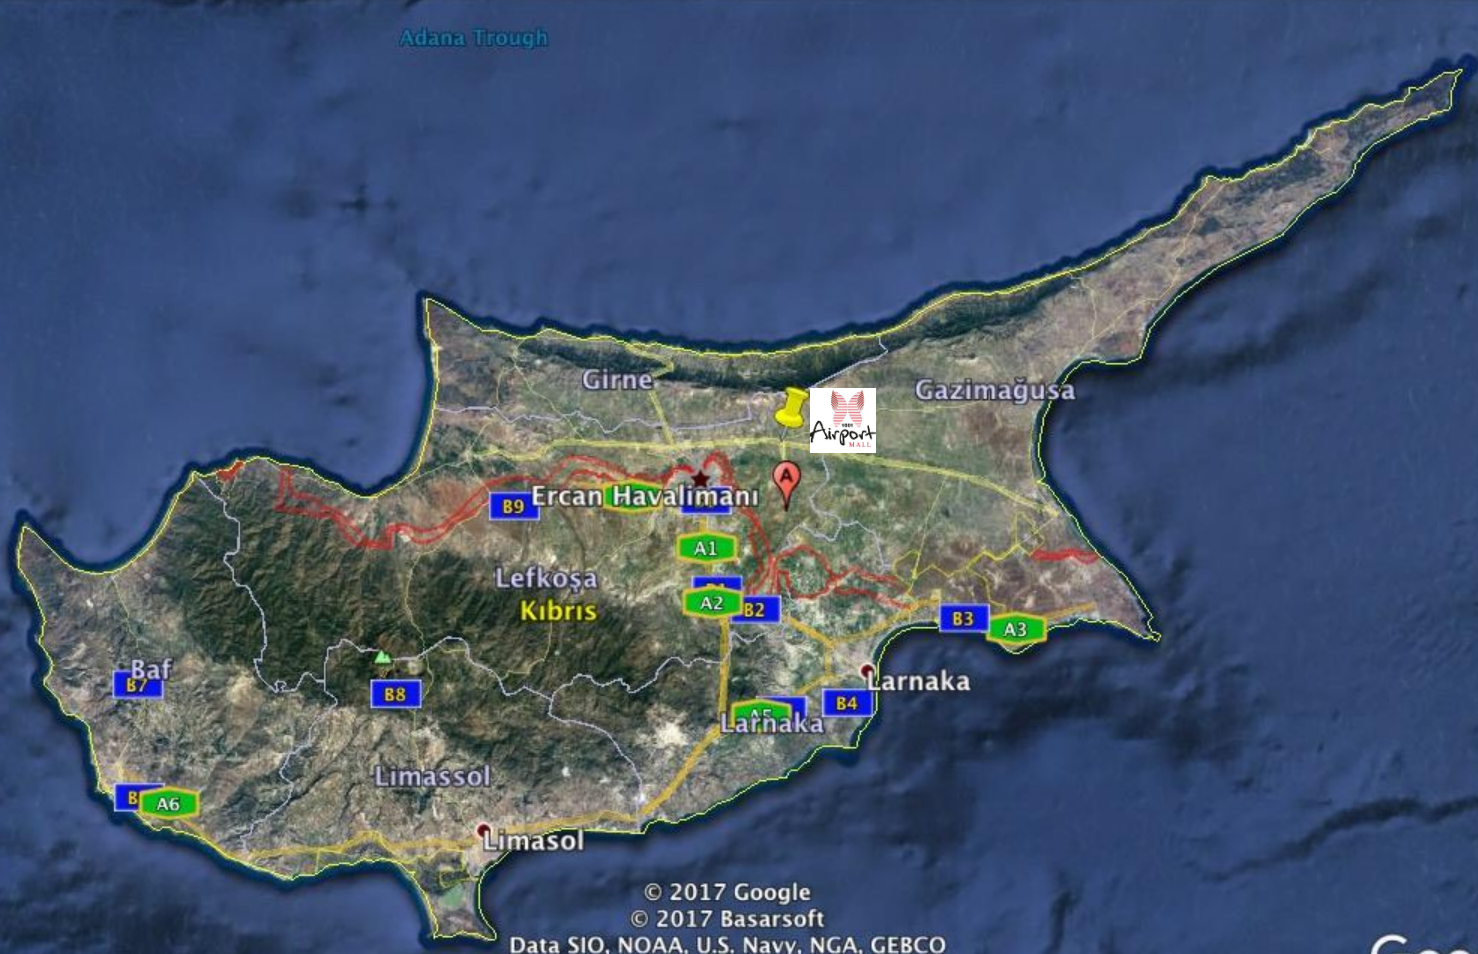 Adana Trough
Girne
Gazimağusa
Airport
MALL
A
B9
Ercan Havalimanı
A1
Lefkoşa
Kıbrıs
A2
B2
B3
A3
Baf
B7
B8
Larnaka
B4
A5
Larnaka
Limassol
A6
Limasol
© 2017 Google
© 2017 Basarsoft
Data SIO, NOAA, U.S. Navy, NGA, GEBCO